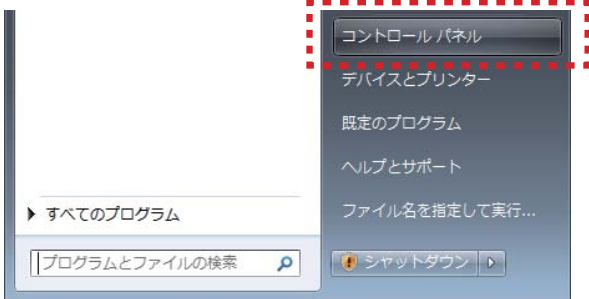 コントロール パネル
デバイスとプリンター
既定のプログラム
ヘルプとサポート
すべてのプログラム
ファイル名を指定して実行...
プログラムとファイルの検索
シャットダウン